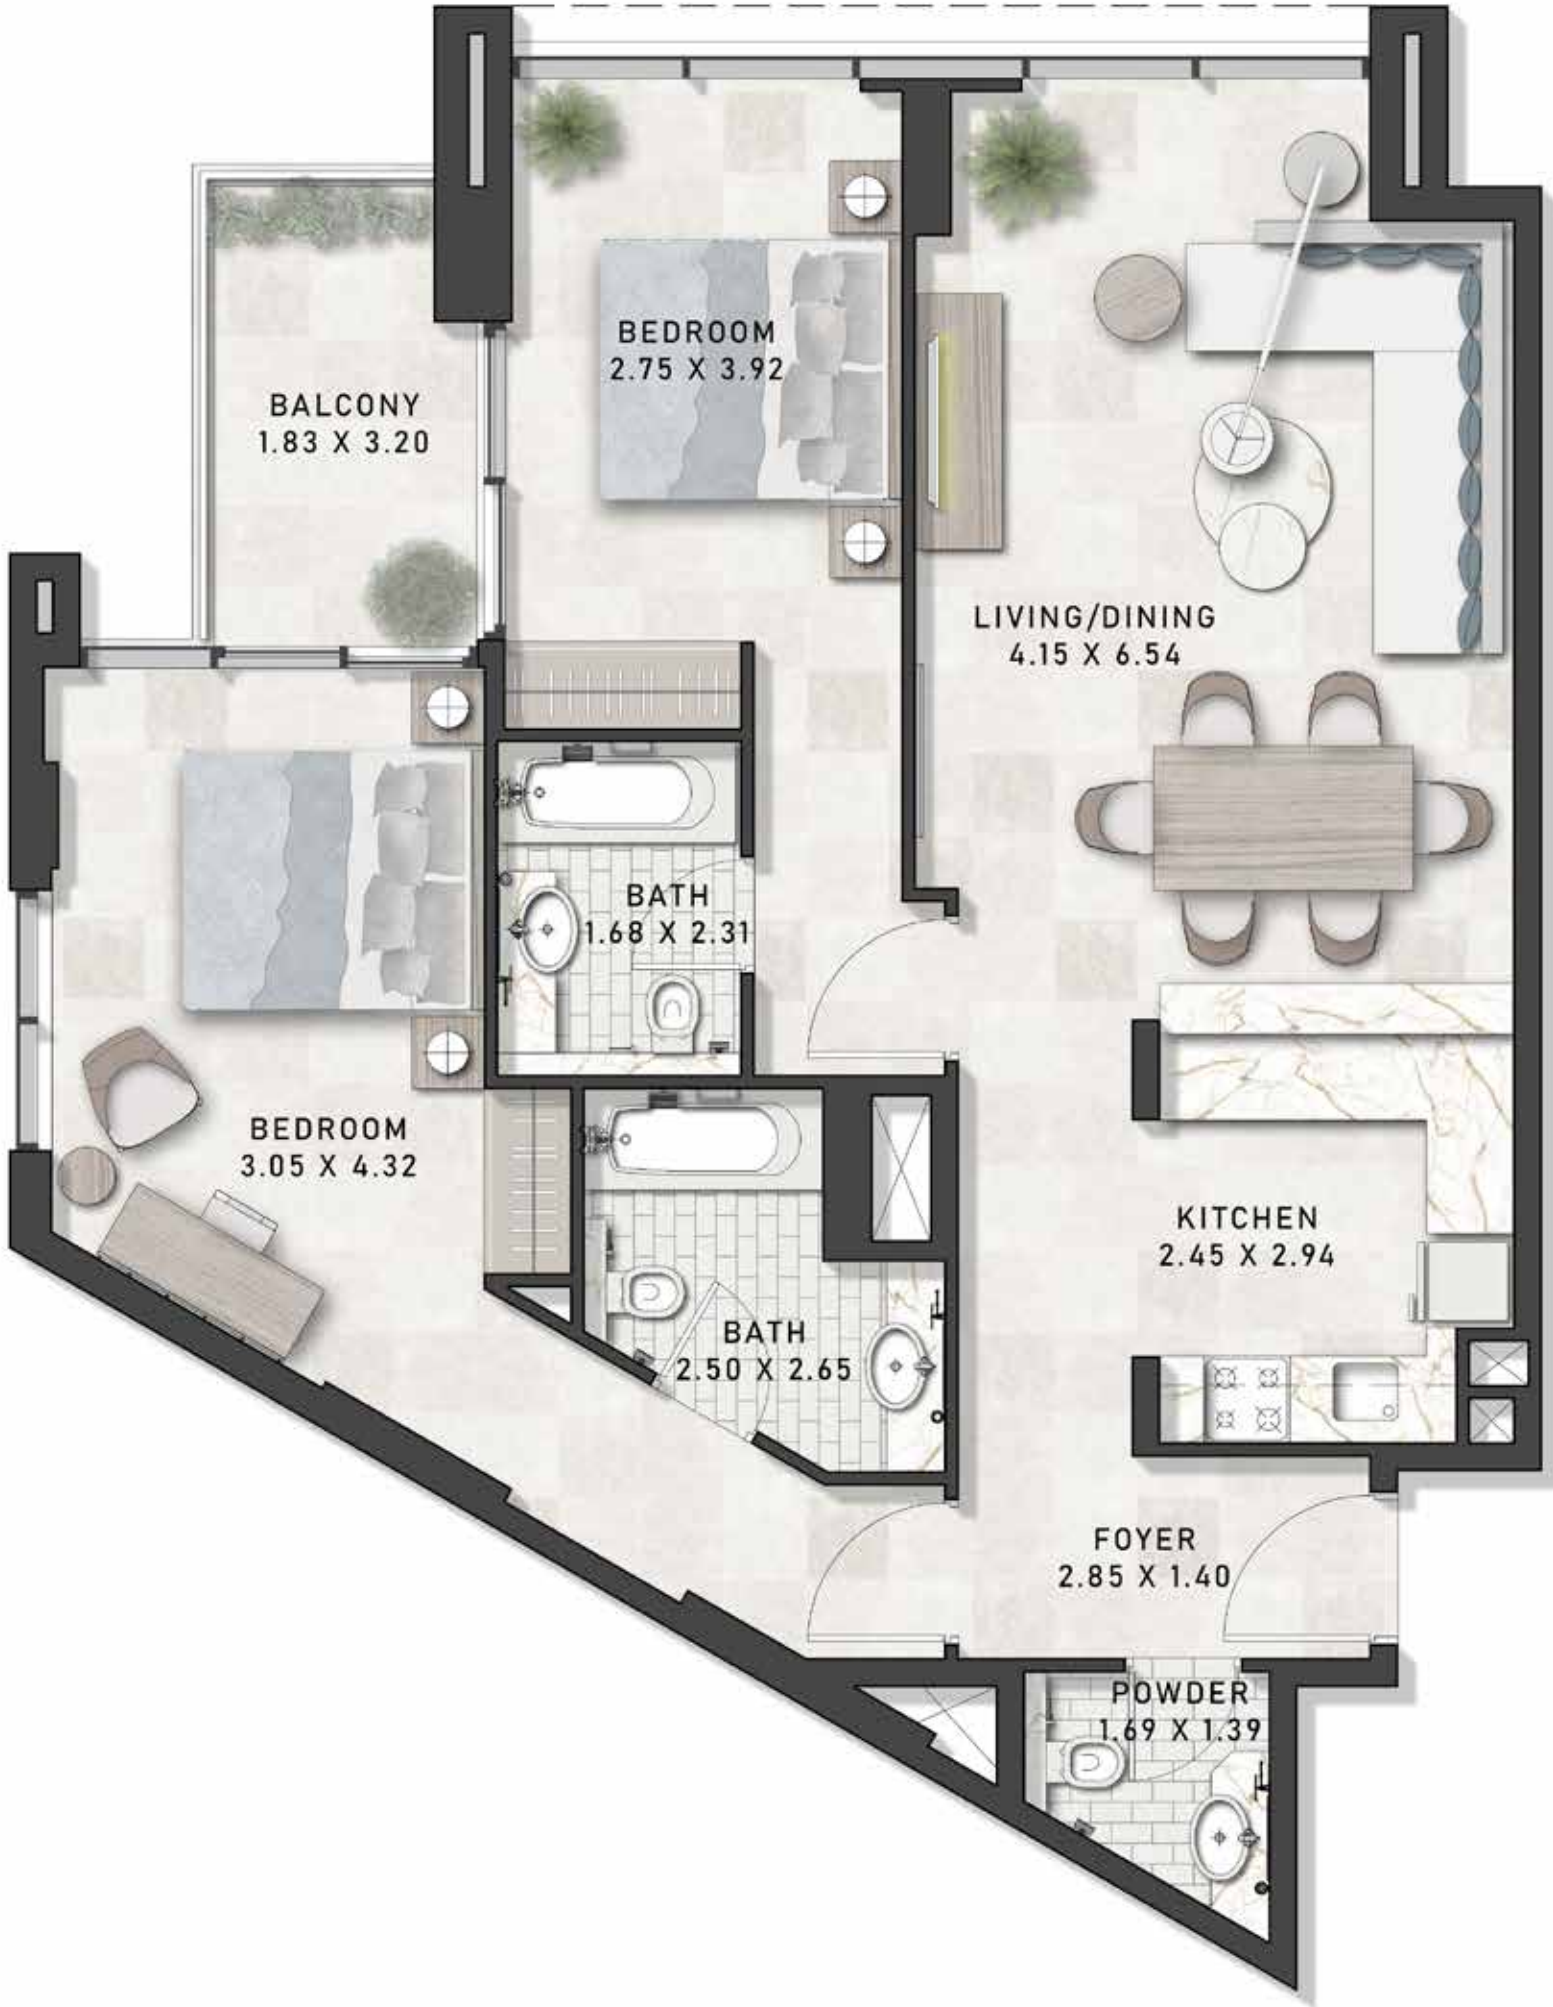 BEDROOM
2.75 X 3.92
BALCONY
1.83 X 3.20
LIVING/DINING
4.15 X 6.54
BATH
1.68 X 2.31
BEDROOM
3.05 X 4.32
KITCHEN
2.45 X 2.94
BATH
2.50 X 2.65
FOYER
2.85 X 1.40
POWDER
1.69 X 1.39